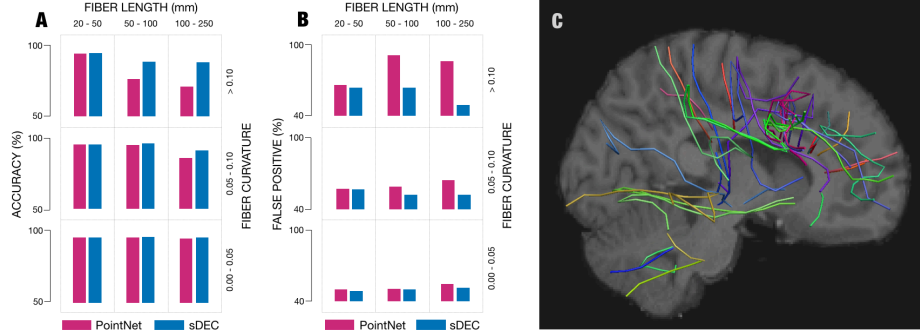 A
FIBER LENGTH (mm)
20 - 50
50 - 100
100 - 250
100
50
100
50
100
50
ACCURACY (%)
> 0.10
0.05 - 0.10
0.00 - 0.05
FIBER CURVATURE
PointNet
sDEC
B
FIBER LENGTH (mm)
20 - 50
50 - 100
100 - 250
100
40
100
40
100
40
FALSE POSITIVE (%)
> 0.10
0.05 - 0.10
0.00 - 0.05
FIBER CURVATURE
PointNet
sDEC
C